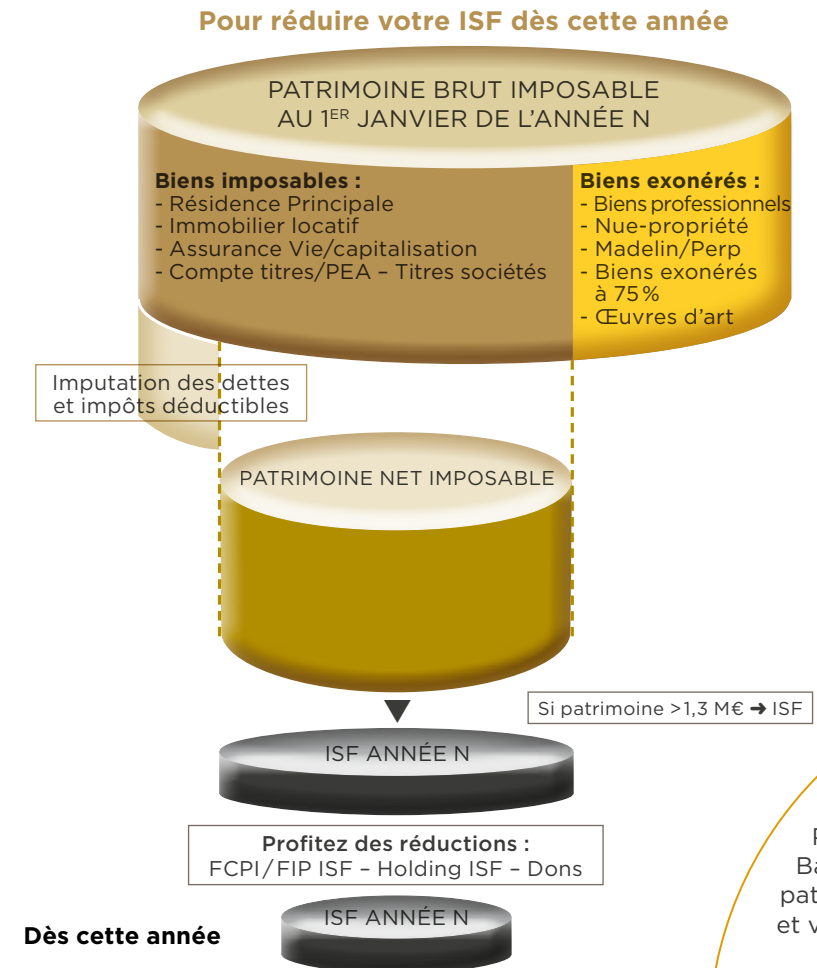 Pour réduire votre ISF dès cette année
PATRIMOINE BRUT IMPOSABLE
AU 1ER JANVIER DE L'ANNÉE N
Biens imposables :
- Résidence Principale
- Immobilier locatif
- Assurance Vie/capitalisation
- Compte titres/PEA – Titres sociétés
Biens exonérés :
- Biens professionnels
- Nue-propriété
- Madelin/Perp
- Biens exonérés
à 75 %
- Œuvres d'art
Imputation des dettes
et impôts déductibles
PATRIMOINE NET IMPOSABLE
Si patrimoine >1,3 M€ ➜ ISF
ISF ANNÉE N
Profitez des réductions :
FCPI/FIP ISF – Holding ISF – Dons
ISF ANNÉE N
Dès cette année
et